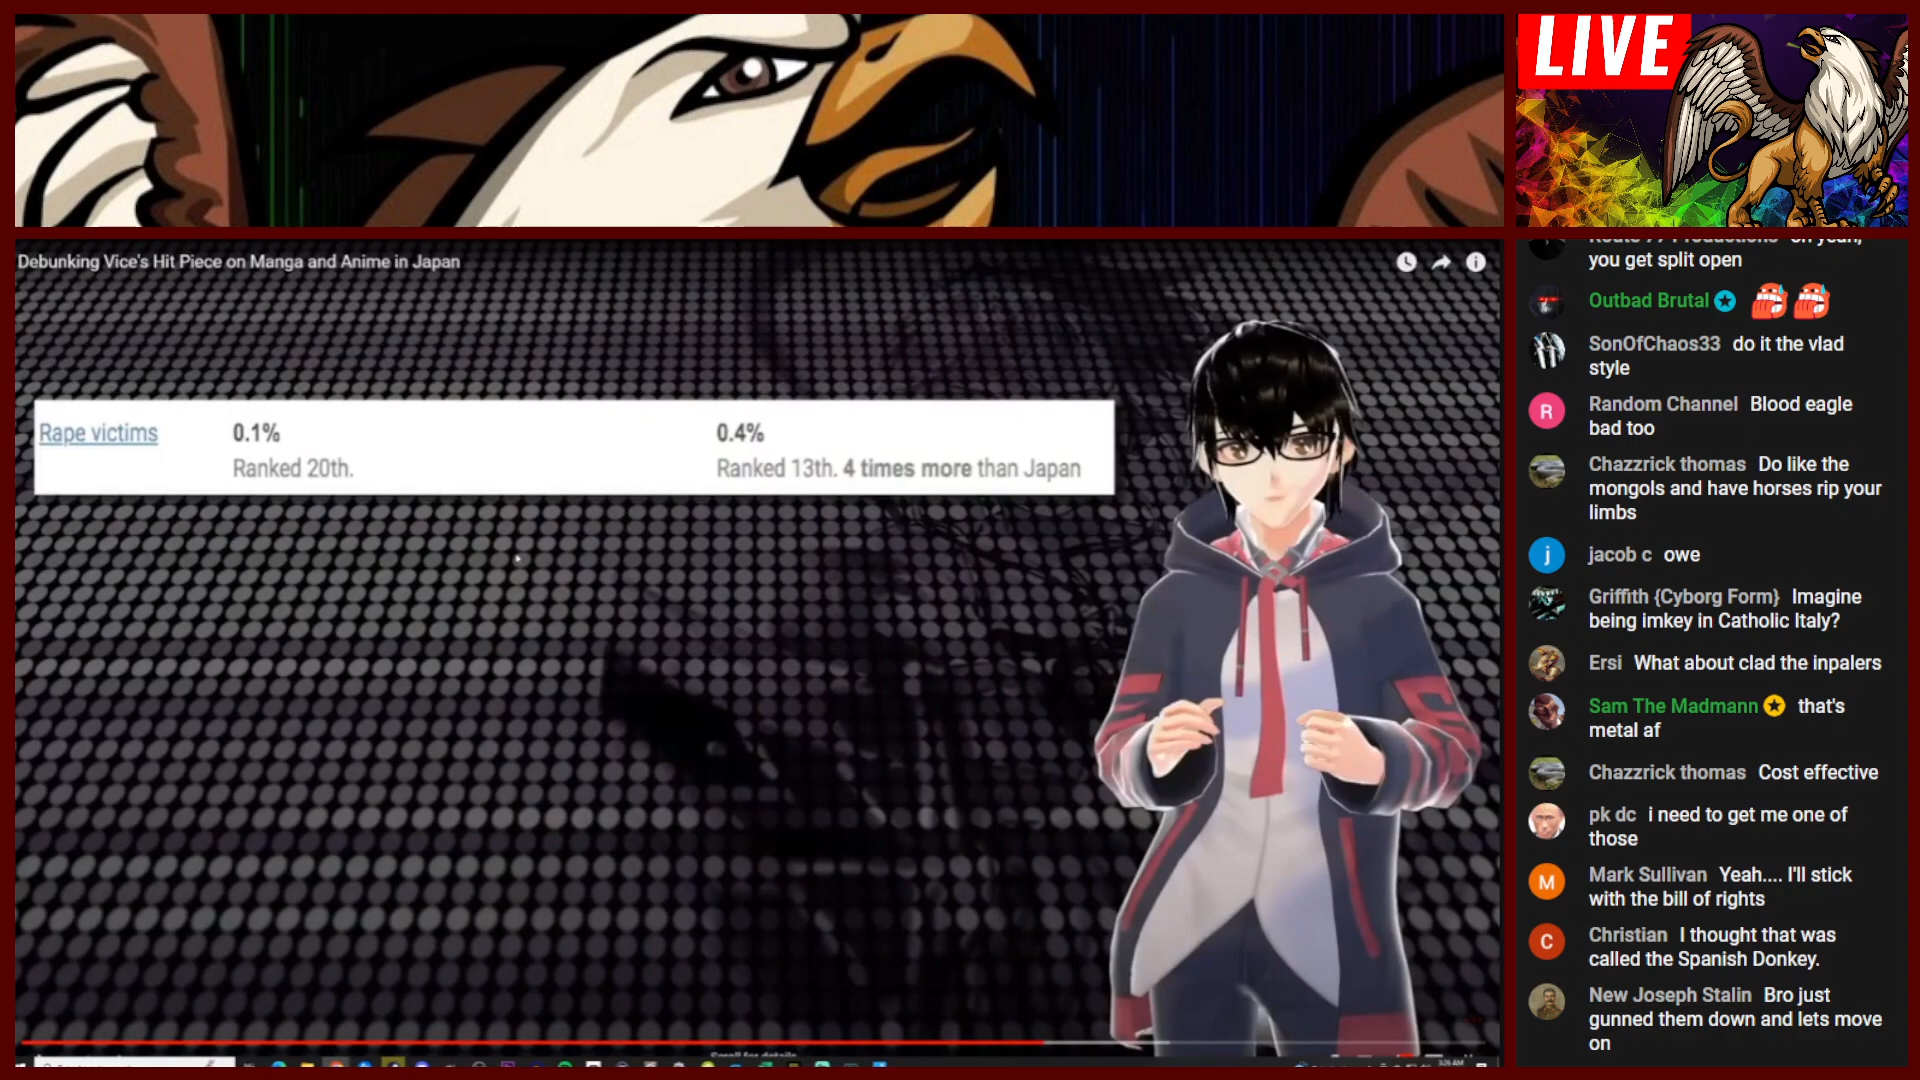 LIVE
Debunking Vice's Hit Piece on Manga and Anime in Japan
Rape victims 0.1% 0.4%
Ranked 20th. Ranked 13th. 4 times more than Japan
you get split open
Outbad Brutal
SonOfChaos33 do it the vlad
style
R Random Channel Blood eagle
bad too
Chazzrick thomas Do like the
mongols and have horses rip your
limbs
j jacob c owe
Griffith {Cyborg Form} Imagine
being imkey in Catholic Italy?
Ersi What about clad the inpalers
Sam The Madmann that's
metal af
Chazzrick thomas Cost effective
pk dc i need to get me one of
those
M Mark Sullivan Yeah.... I'll stick
with the bill of rights
C Christian I thought that was
called the Spanish Donkey.
New Joseph Stalin Bro just
gunned them down and lets move
on
Scroll for details